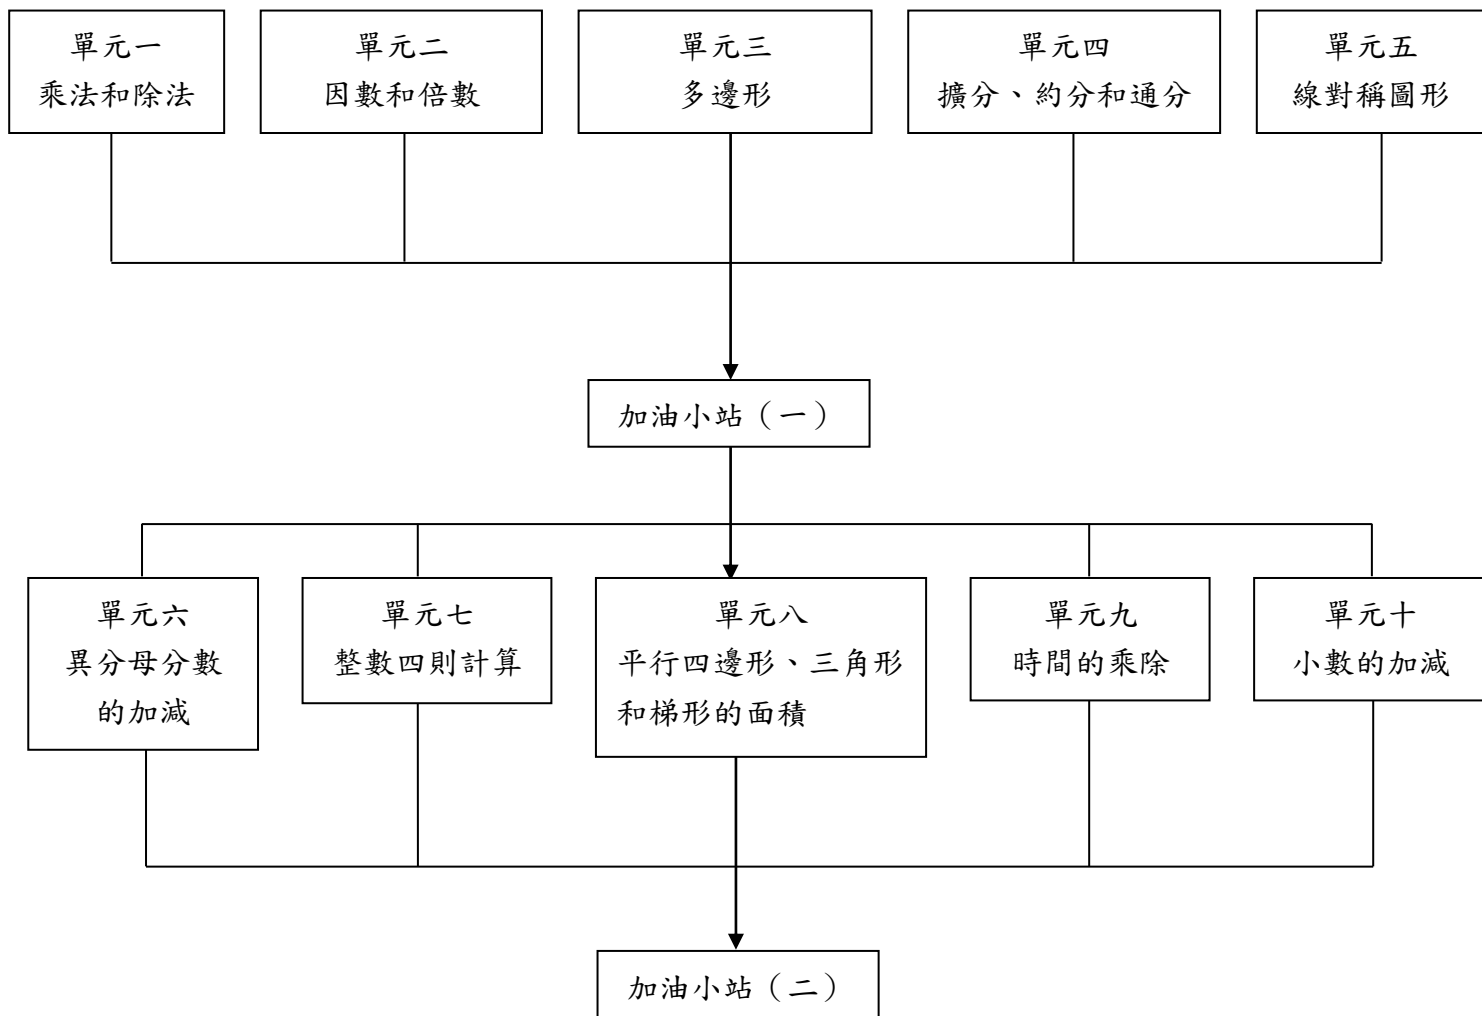 單元一
乘法和除法
單元二
因數和倍數
單元三
多邊形
單元四
擴分、約分和通分
單元五
線對稱圖形
加油小站（一）
單元六
異分母分數
的加減
單元七
整數四則計算
單元八
平行四邊形、三角形
和梯形的面積
單元九
時間的乘除
單元十
小數的加減
加油小站（二）